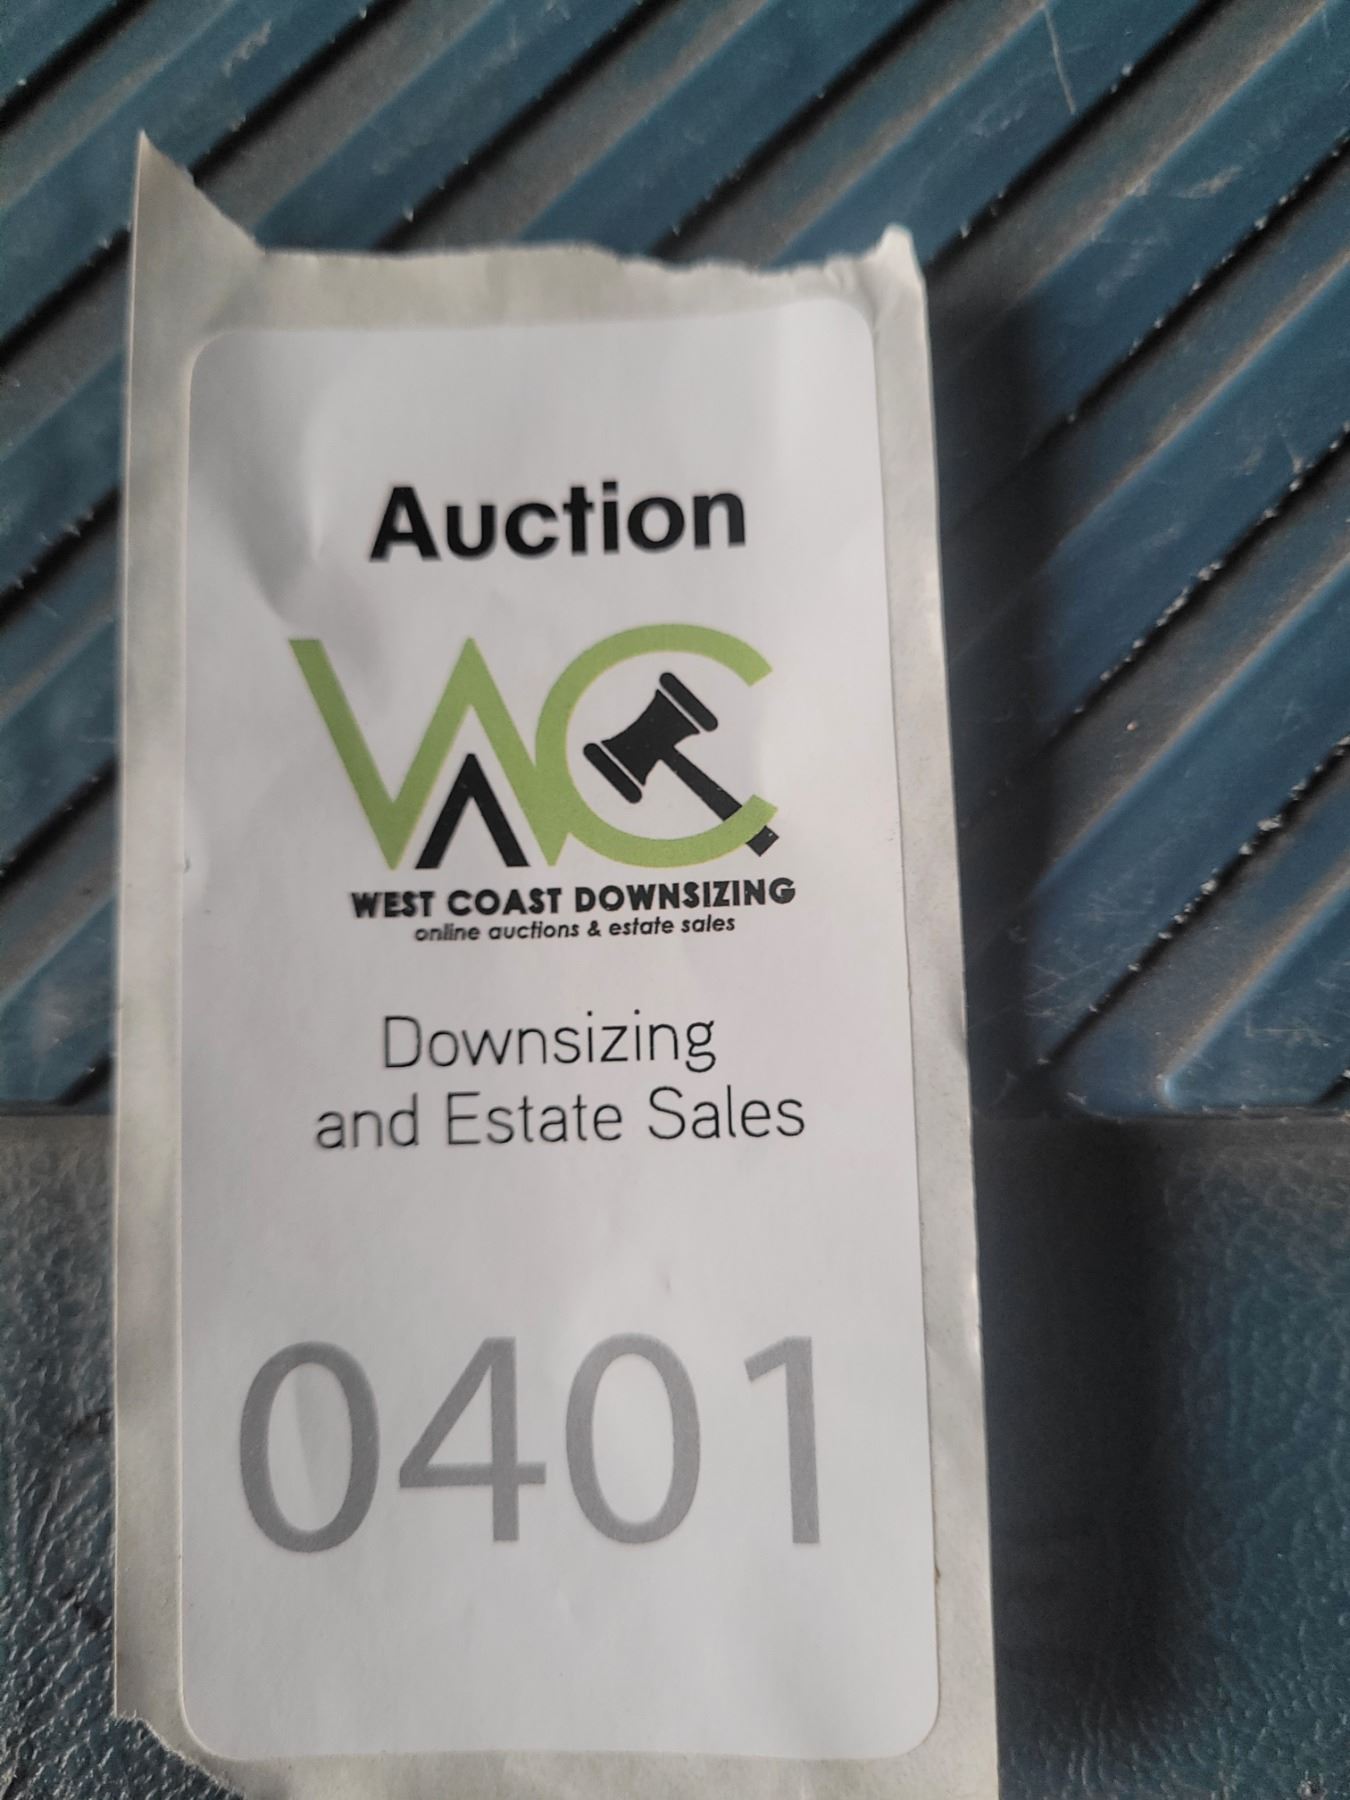 Auction
WC
WEST COAST DOWNSIZING
online auctions & estate sales
Downsizing
and Estate Sales
0401